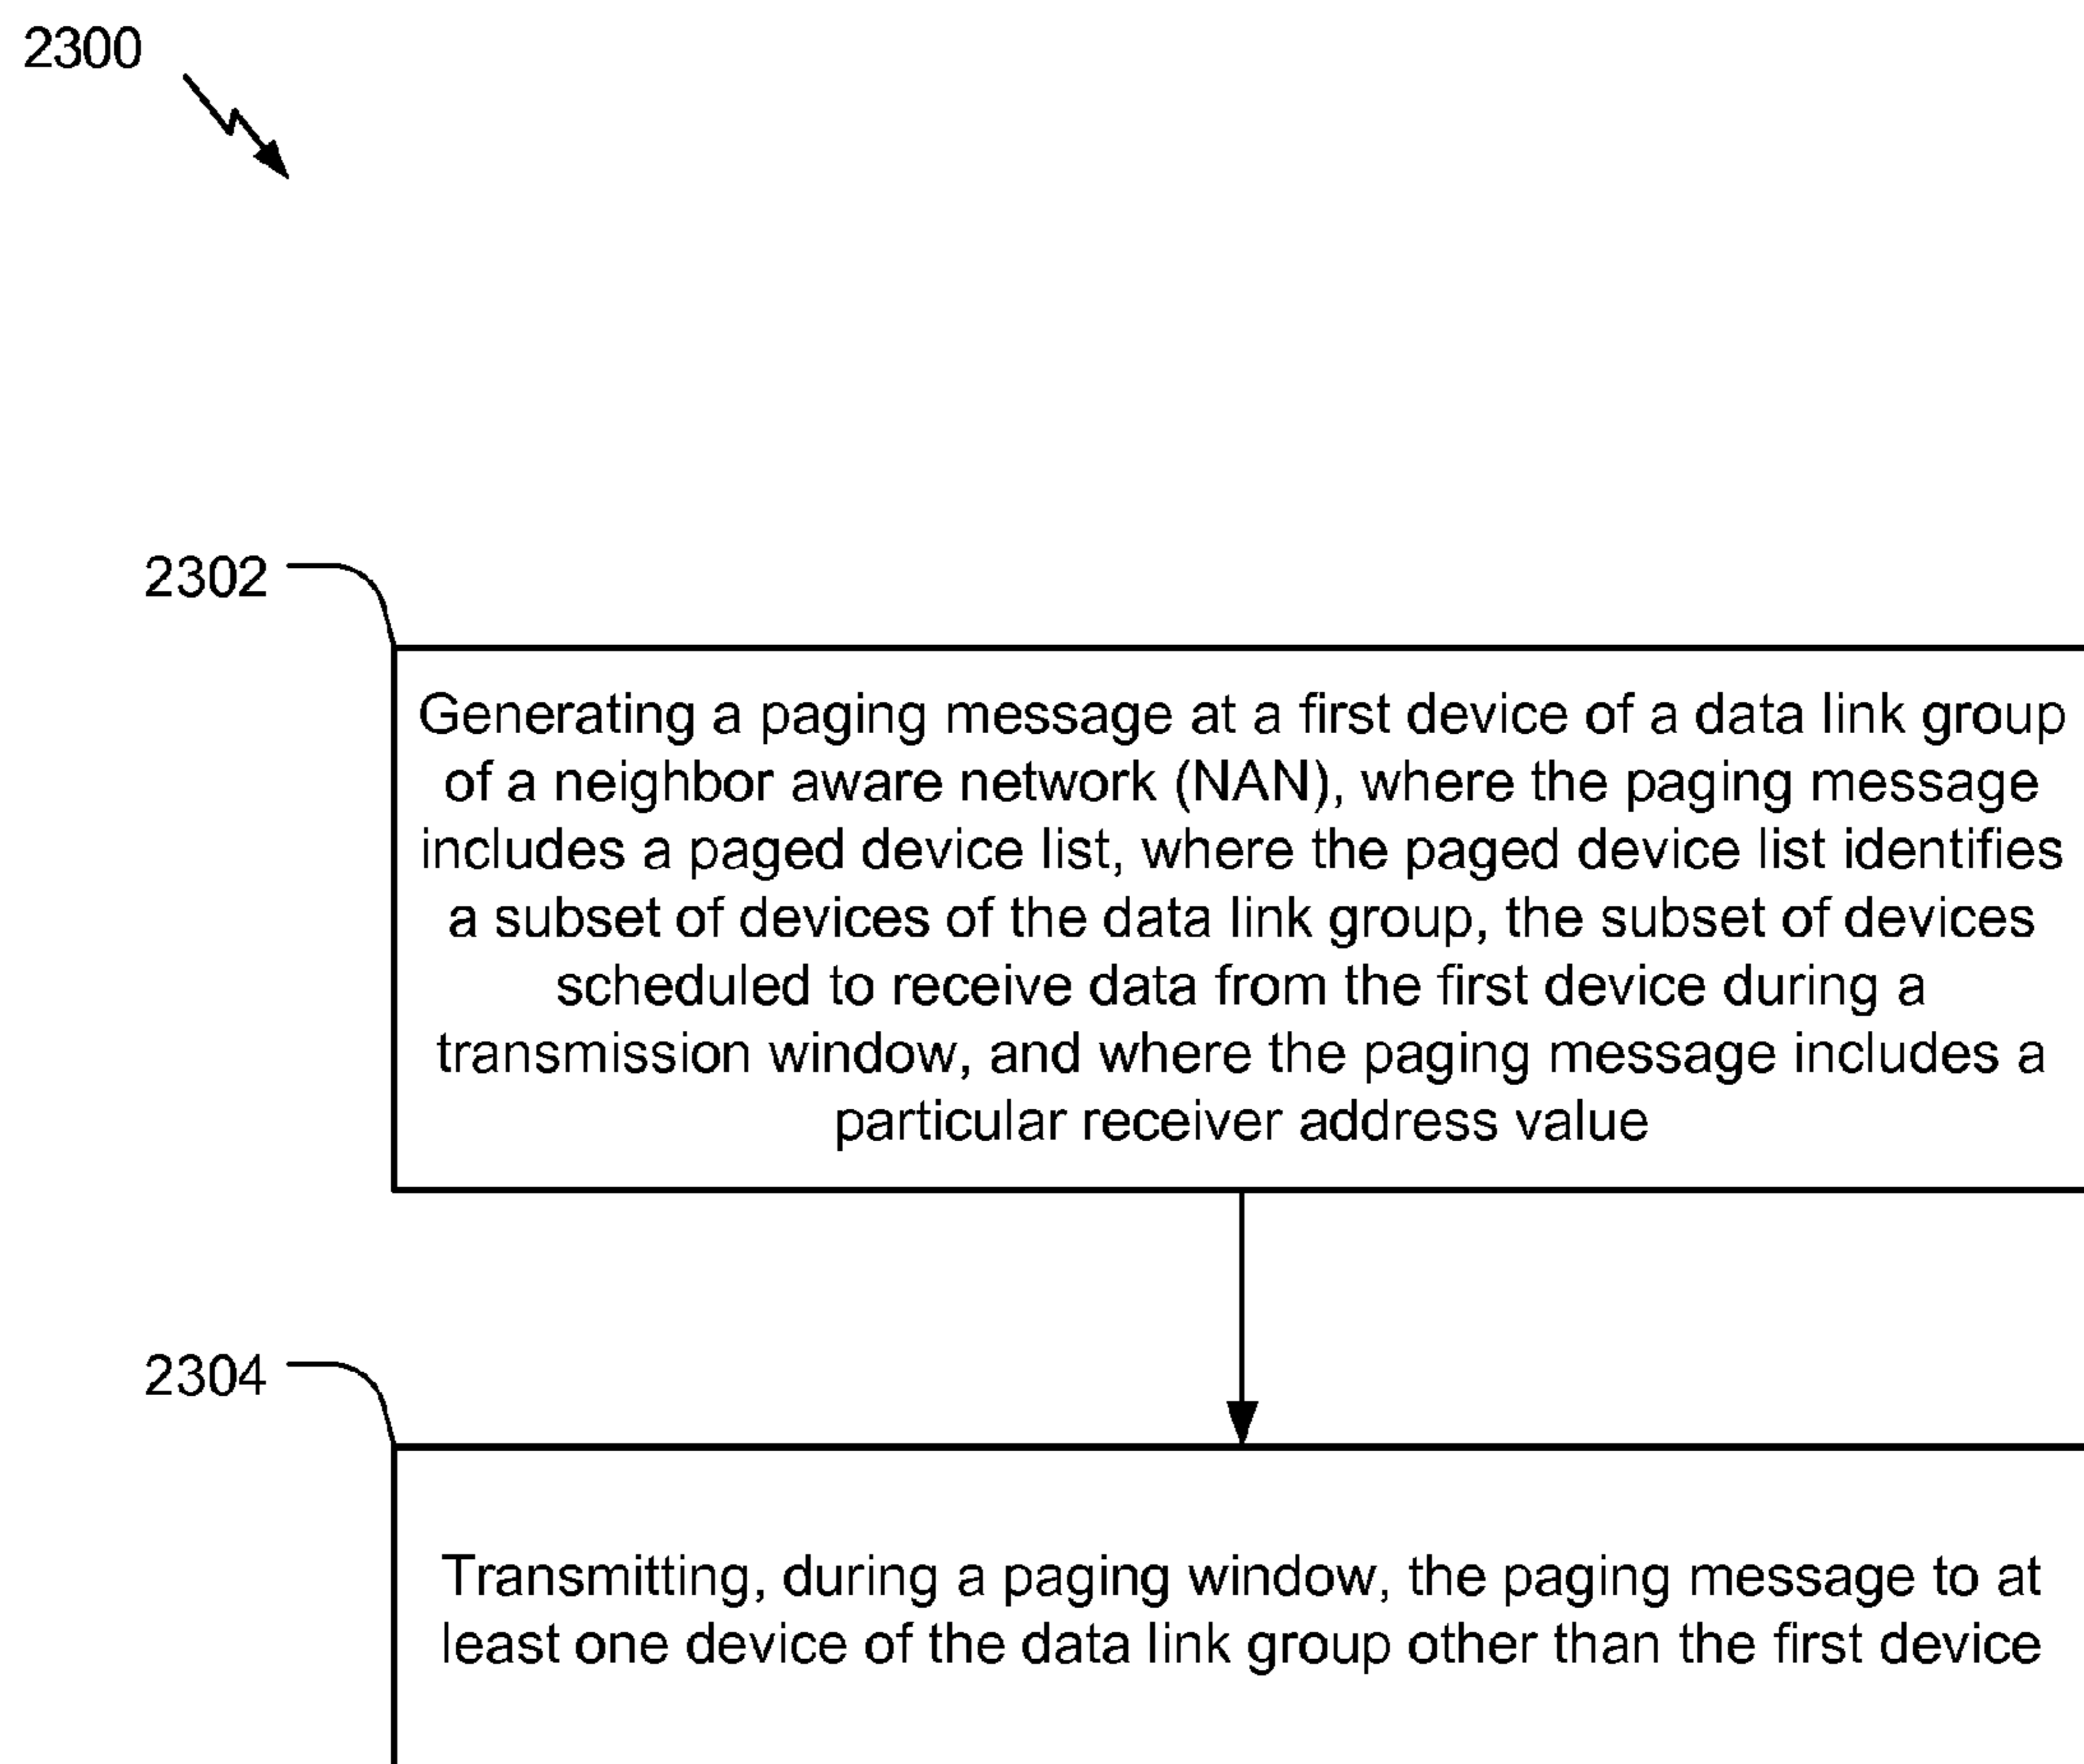 2300
2302
Generating a paging message at a first device of a data link group
of a neighbor aware network (NAN), where the paging message
includes a paged device list, where the paged device list identifies
a subset of devices of the data link group, the subset of devices
scheduled to receive data from the first device during a
transmission window, and where the paging message includes a
particular receiver address value
2304
Transmitting, during a paging window, the paging message to at
least one device of the data link group other than the first device